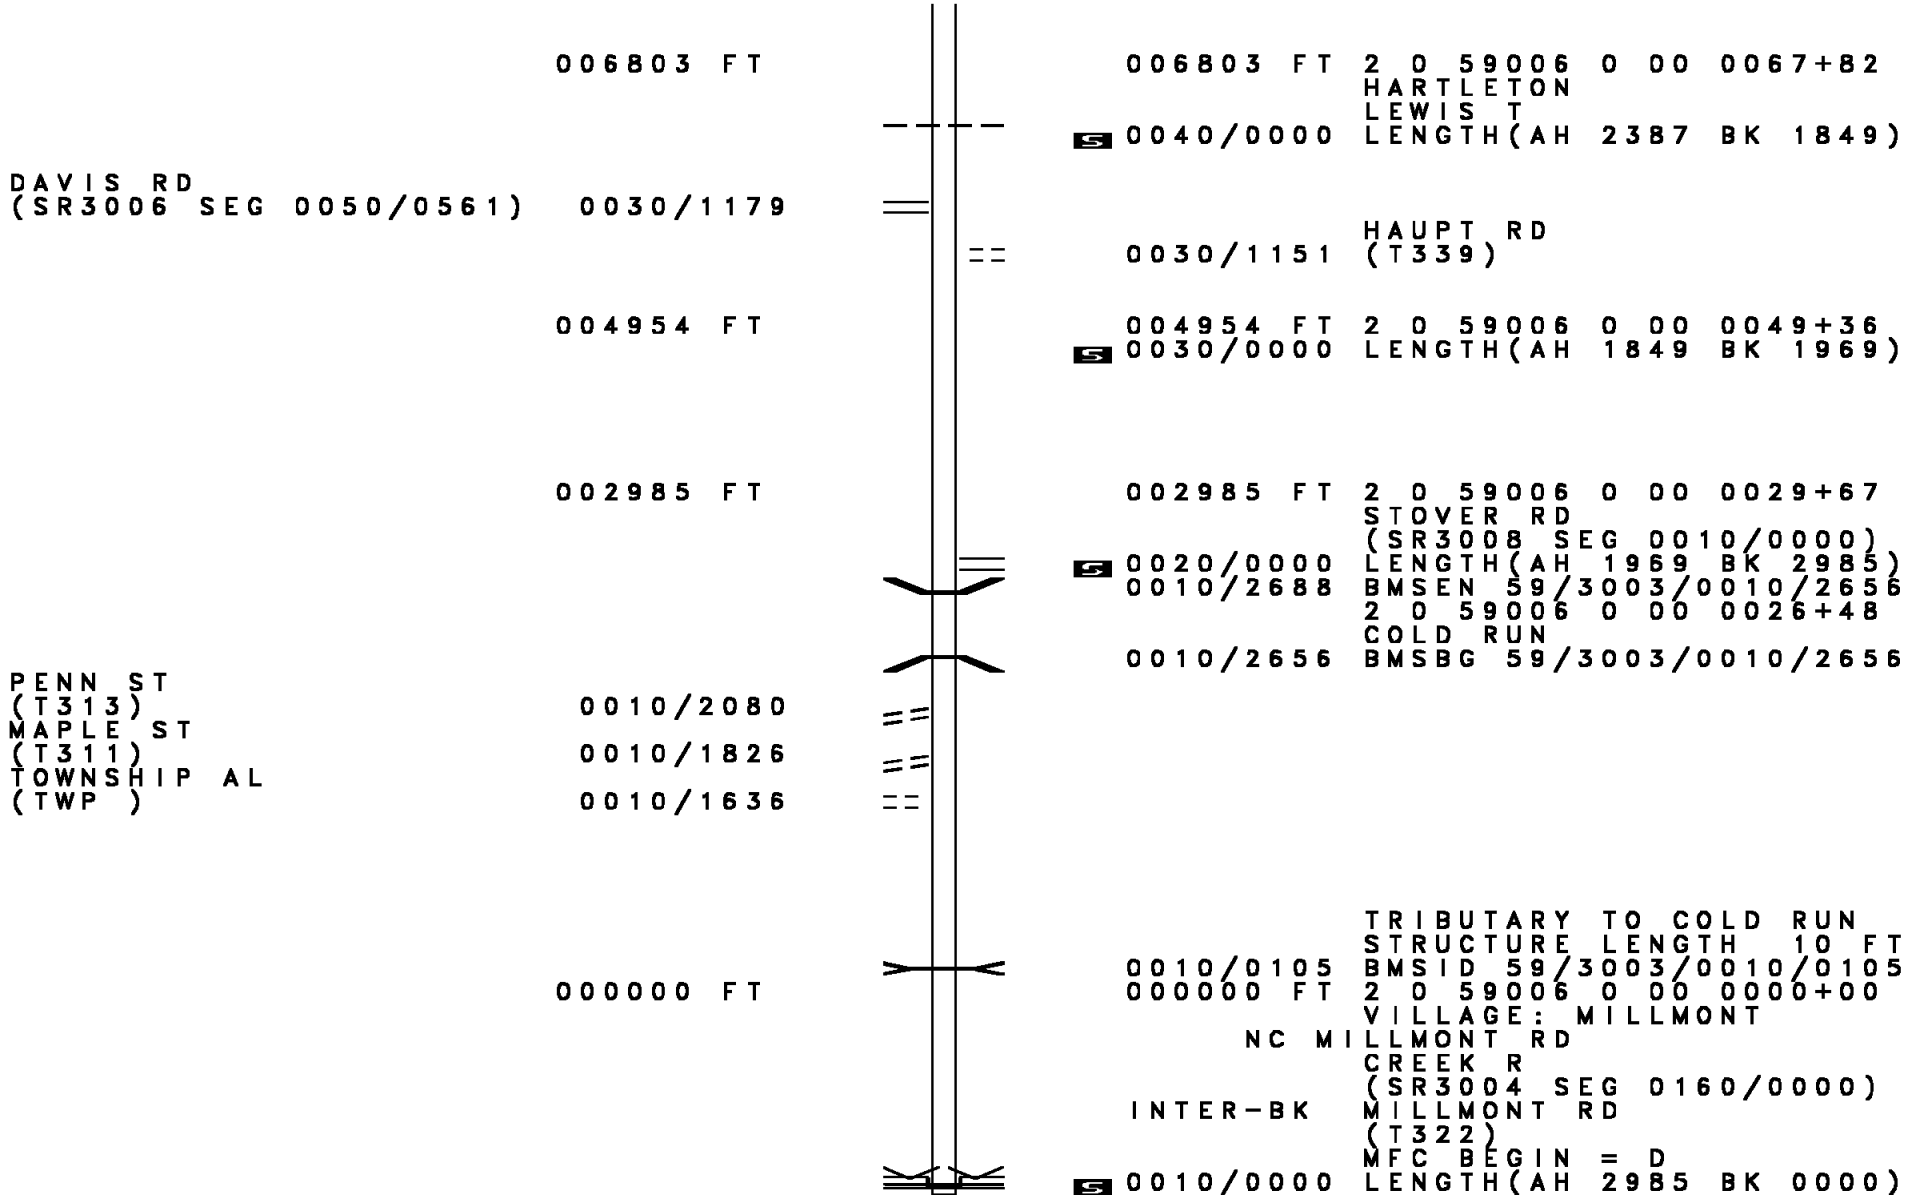 006803 FT 006803 FT 2 0 59006 0 00 0067+82
HARTLETON
LEWIS T
S 0040/0000 LENGTH(AH 2387 BK 1849)
DAVIS RD
(SR3006 SEG 0050/0561) 0030/1179
HAUPT RD
0030/1151 (T339)
004954 FT 004954 FT 2 0 59006 0 00 0049+36
S 0030/0000 LENGTH(AH 1849 BK 1969)
002985 FT 002985 FT 2 0 59006 0 00 0029+67
STOVER RD
(SR3008 SEG 0010/0000)
S 0020/0000 LENGTH(AH 1969 BK 2985)
0010/2688 BMSEN 59/3003/0010/2656
2 0 59006 0 00 0026+48
COLD RUN
0010/2656 BMSBG 59/3003/0010/2656
PENN ST
(T313) 0010/2080
MAPLE ST
(T311) 0010/1826
TOWNSHIP AL
(TWP ) 0010/1636
TRIBUTARY TO COLD RUN
STRUCTURE LENGTH 10 FT
0010/0105 BMSID 59/3003/0010/0105
000000 FT 000000 FT 2 0 59006 0 00 0000+00
VILLAGE: MILLMONT
NC MILLMONT RD
CREEK R
(SR3004 SEG 0160/0000)
INTER-BK MILLMONT RD
(T322)
MFC BEGIN = D
S 0010/0000 LENGTH(AH 2985 BK 0000)